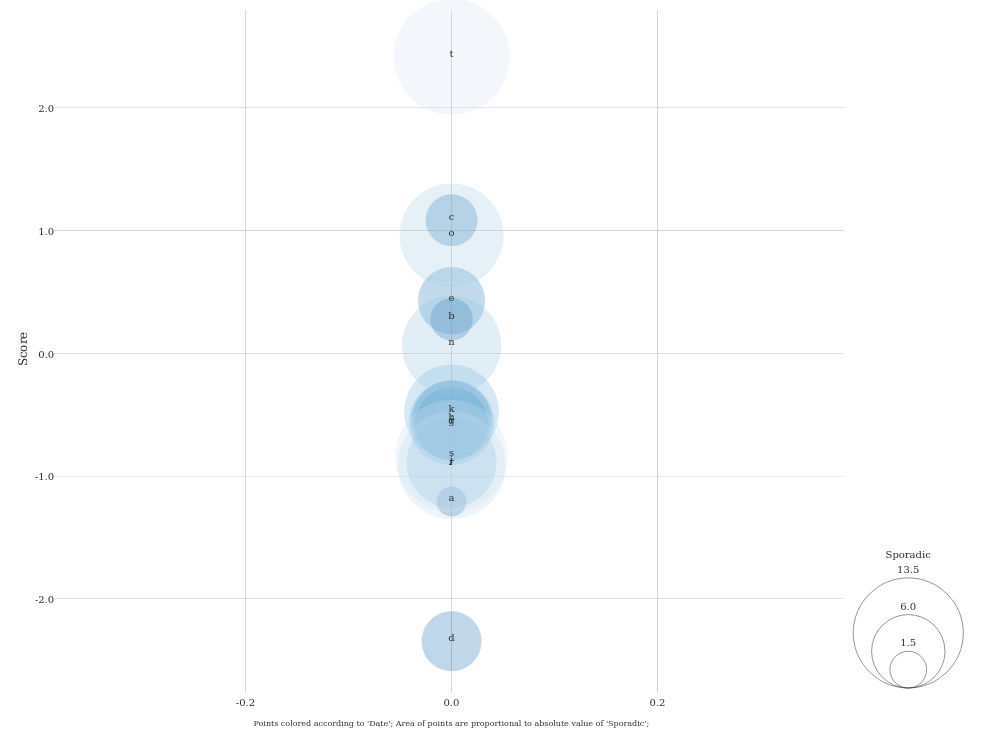 t
2.0
c
1.0
o
e
b
n
Score
0.0
k
s
-1.0
a
-2.0
d
-0.2
0.0
0.2
Sporadic
13.5
6.0
1.5
Points colored according to 'Date'; Area of points are proportional to absolute value of 'Sporadic';